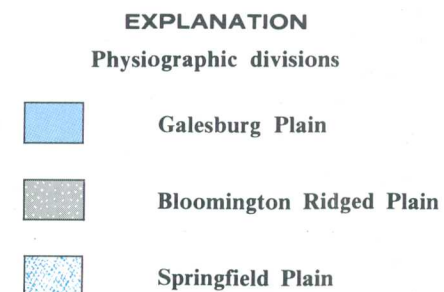 EXPLANATION
Physiographic divisions
Galesburg Plain
Bloomington Ridged Plain
Springfield Plain